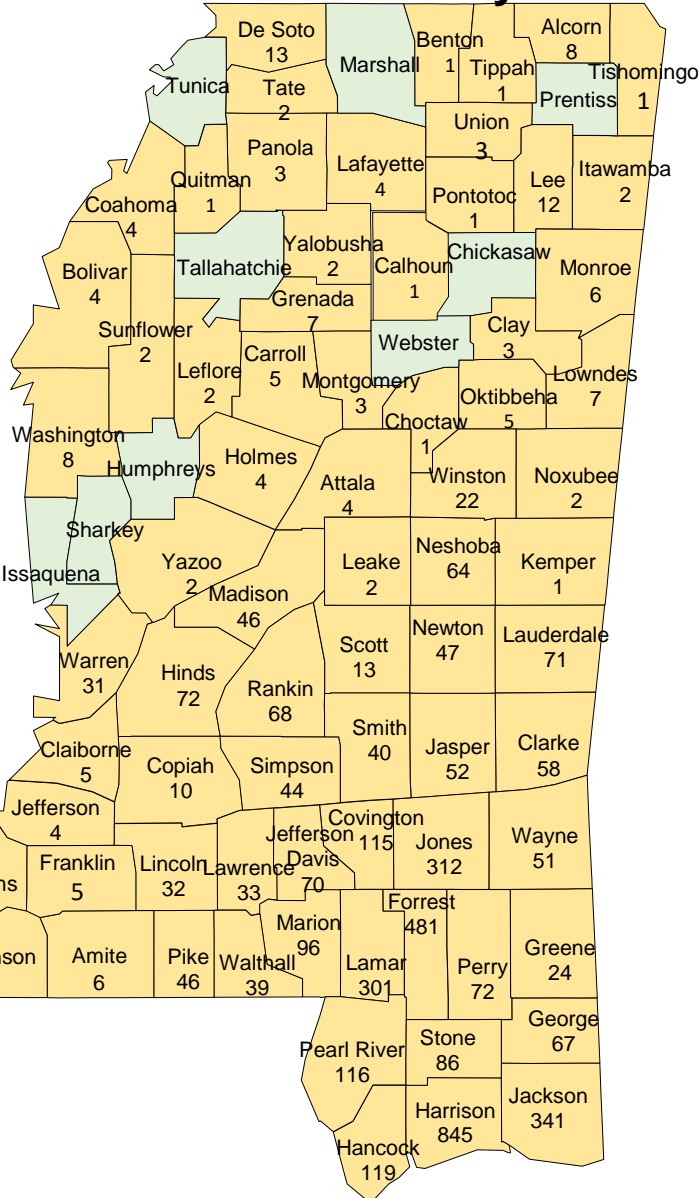 De Soto
13
Marshall
Benton
1
Tippah
1
Alcorn
8
Tishomingo
1
Prentiss
Tunica
Tate
2
Union
3
Panola
3
Lafayette
4
Quitman
1
Coahoma
4
Pontotoc
1
Lee
12
Itawamba
2
Tallahatchie
Yalobusha
2
Calhoun
1
Chickasaw
Monroe
6
Bolivar
4
Sunflower
2
Grenada
7
Leflore
2
Carroll
5
Montgomery
3
Webster
Clay
3
Lowndes
7
Oktibbeha
5
Choctaw
1
Washington
8
Humphreys
Holmes
4
Attala
4
Winston
22
Noxubee
2
Sharkey
Issaquena
Yazoo
2
Madison
46
Leake
2
Neshoba
64
Kemper
1
Warren
31
Hinds
72
Rankin
68
Scott
13
Newton
47
Lauderdale
71
Smith
40
Jasper
52
Clarke
58
Claiborne
5
Copiah
10
Simpson
44
Jefferson
4
Franklin
5
Lincoln
32
Lawrence
33
Jefferson
Davis
70
Covington
115
Jones
312
Wayne
51
ns
son
Amite
6
Pike
46
Walthall
39
Marion
96
Lamar
301
Forrest
481
Perry
72
Greene
24
George
67
Pearl River
116
Stone
86
Jackson
341
Harrison
845
Hancock
119